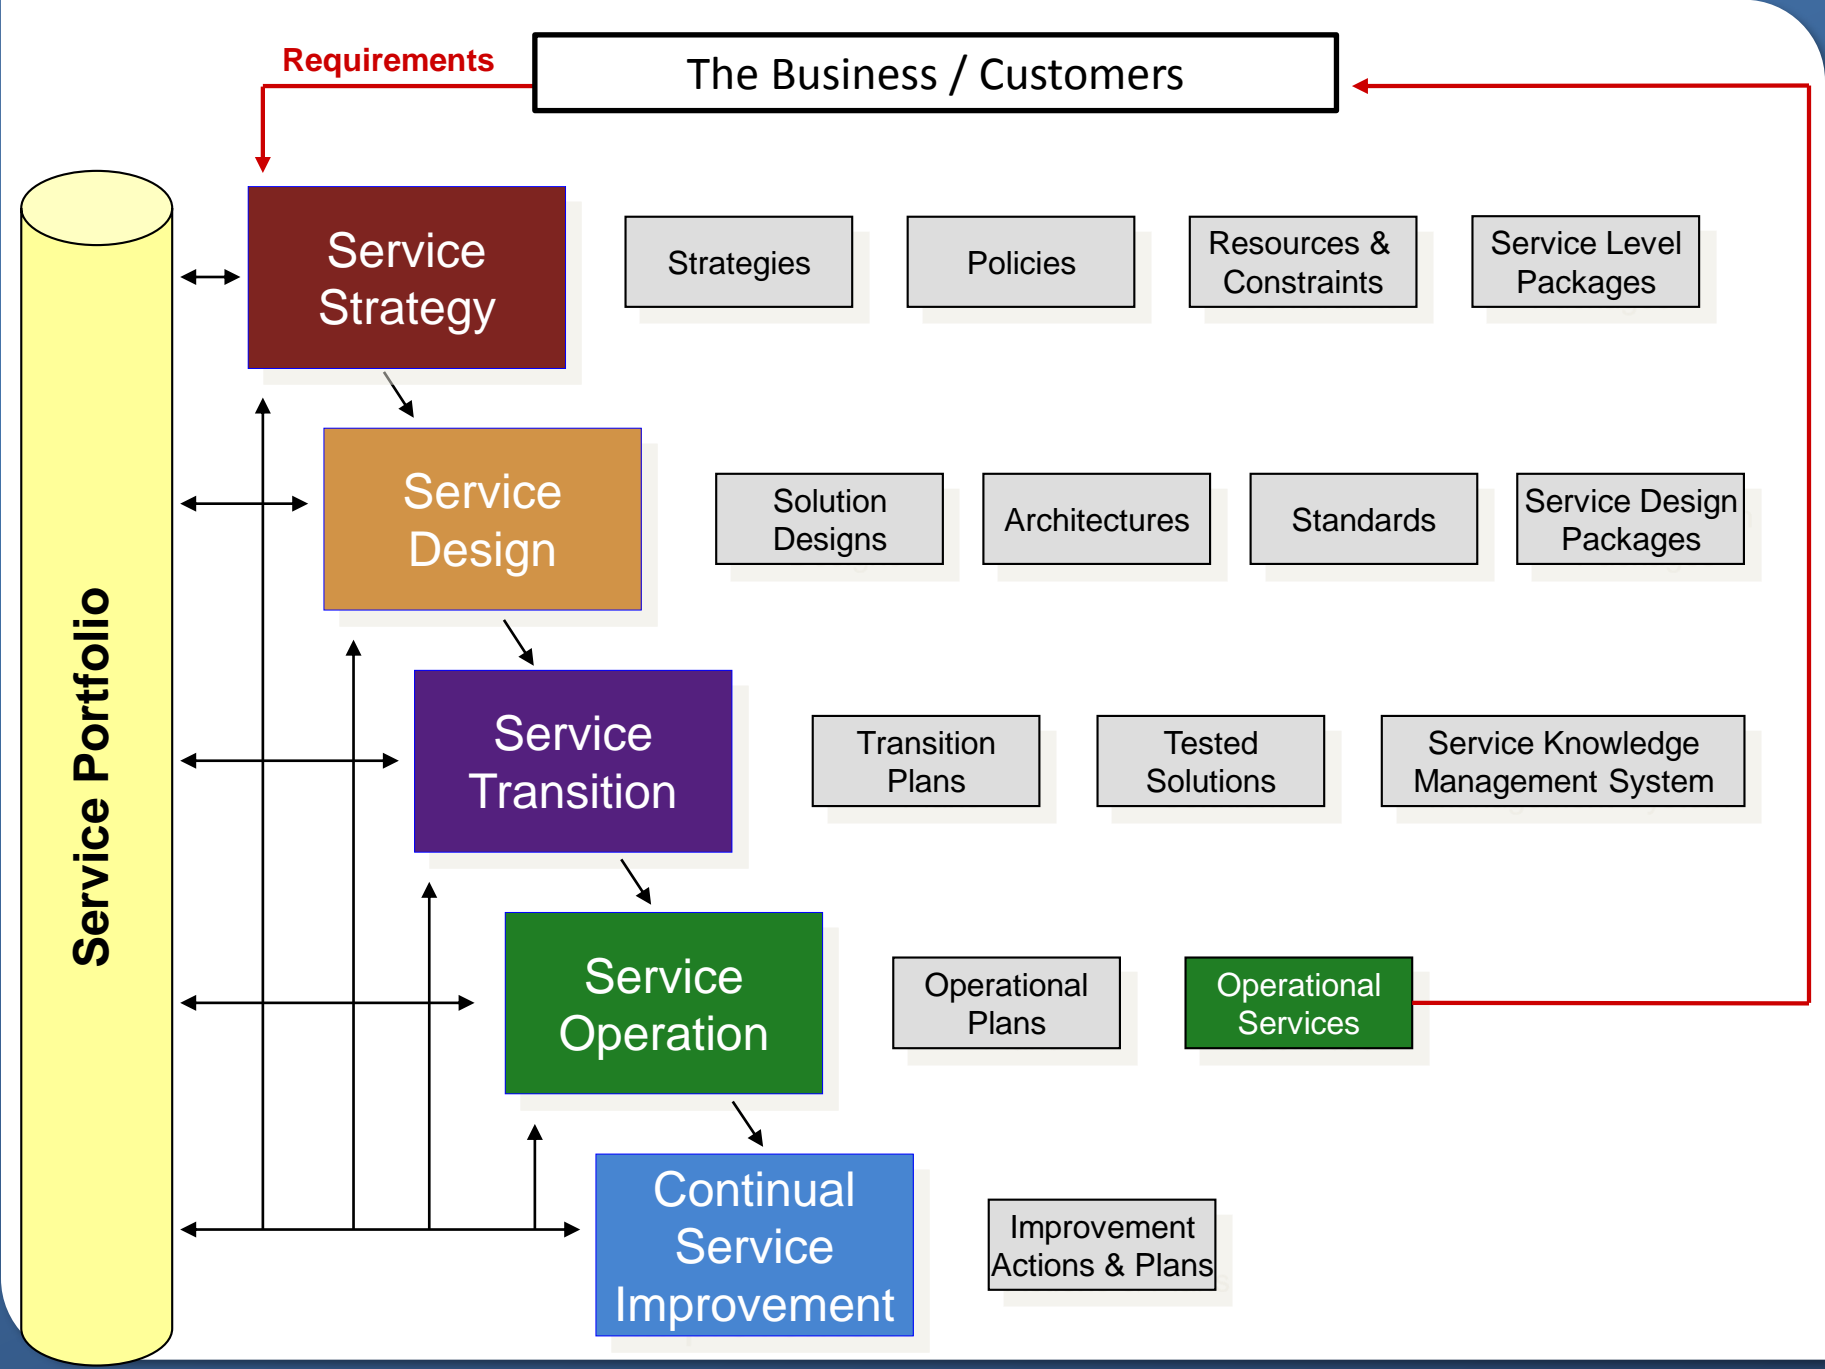 Requirements
The Business / Customers
Service
Strategy
Strategies
Policies
Resources &
Constraints
Service Level
Packages
Service
Design
Solution
Designs
Architectures
Standards
Service Design
Packages
Service Portfolio
Service
Transition
Transition
Plans
Tested
Solutions
Service Knowledge
Management System
Service
Operation
Operational
Plans
Operational
Services
Continual
Service
Improvement
Improvement
Actions & Plans